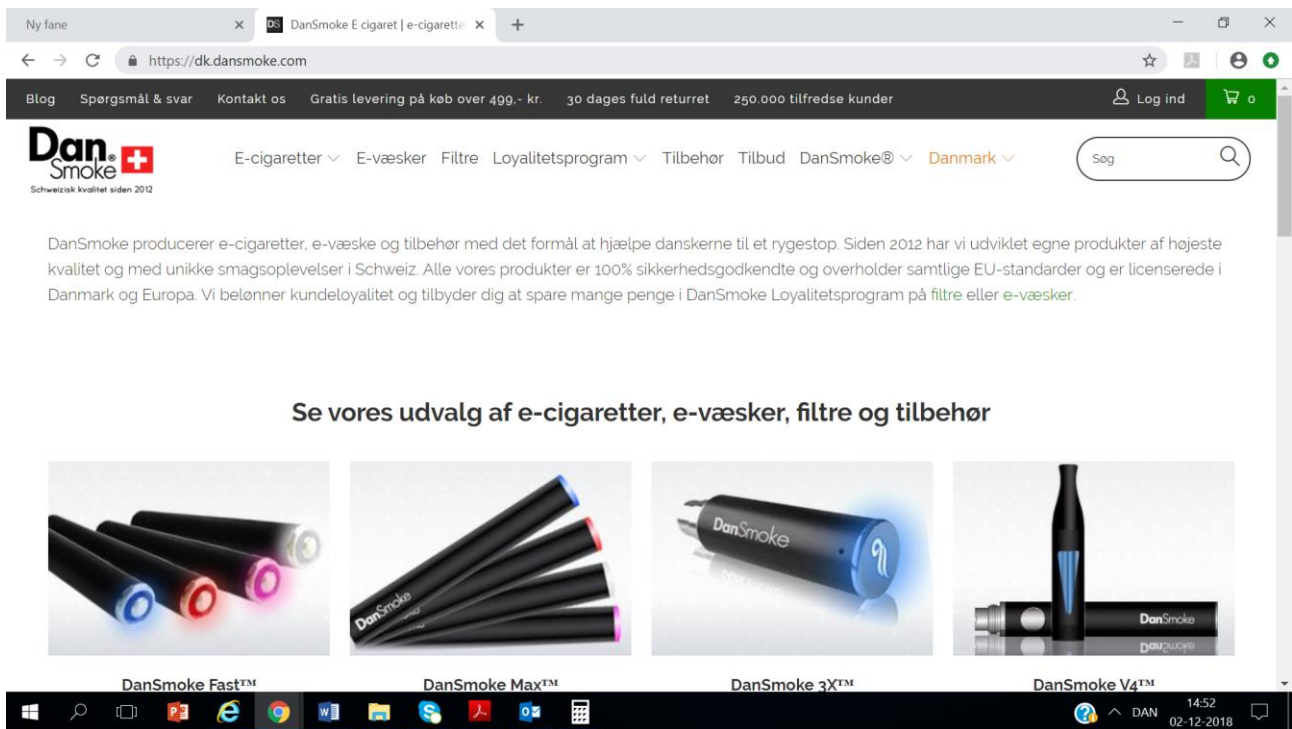 Ny fane
DS DanSmoke E cigaret | e-cigarette
https://dk.dansmoke.com
Blog Spørgsmål & svar Kontakt os Gratis levering på køb over 499,- kr. 30 dages fuld returret 250.000 tilfredse kunder Log ind 0
Dan®
Smoke
Schweizisk kvalitet siden 2012
E-cigaretter E-væsker Filtre Loyalitetsprogram Tilbehør Tilbud DanSmoke® Danmark Søg
DanSmoke producerer e-cigaretter, e-væske og tilbehør med det formål at hjælpe danskerne til et rygestop. Siden 2012 har vi udviklet egne produkter af højeste
kvalitet og med unikke smagsoplevelser i Schweiz. Alle vores produkter er 100% sikkerhedsgodkendte og overholder samtlige EU-standarder og er licenserede i
Danmark og Europa. Vi belønner kundeloyalitet og tilbyder dig at spare mange penge i DanSmoke Loyalitetsprogram på filtre eller e-væsker.
Se vores udvalg af e-cigaretter, e-væsker, filtre og tilbehør
DanSmoke
DanSmoke
DanSmoke
DanSmoke Fast™ DanSmoke Max™ DanSmoke 3X™ DanSmoke V4™
DAN 14:52
02-12-2018